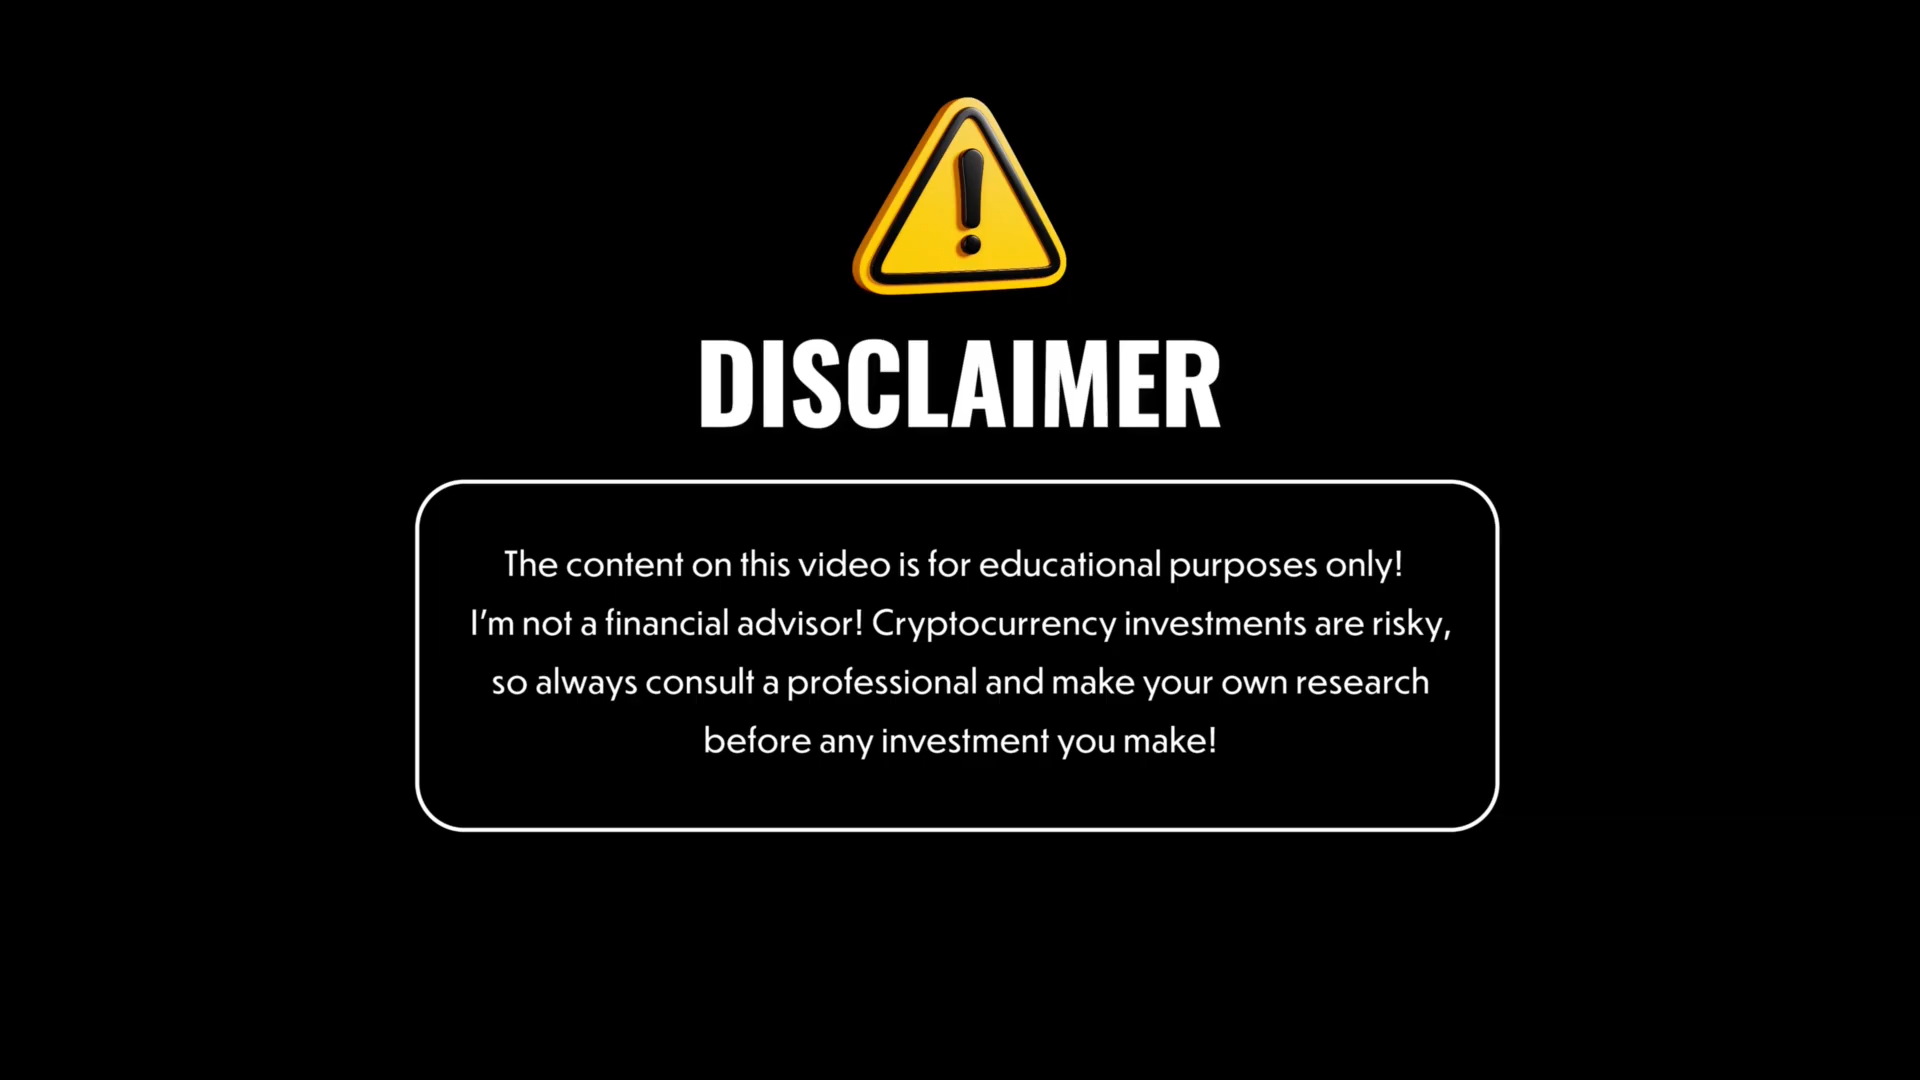 DISCLAIMER
The content on this video is for educational purposes only!
I’m not a financial advisor! Cryptocurrency investments are risky,
so always consult a professional and make your own research
before any investment you make!